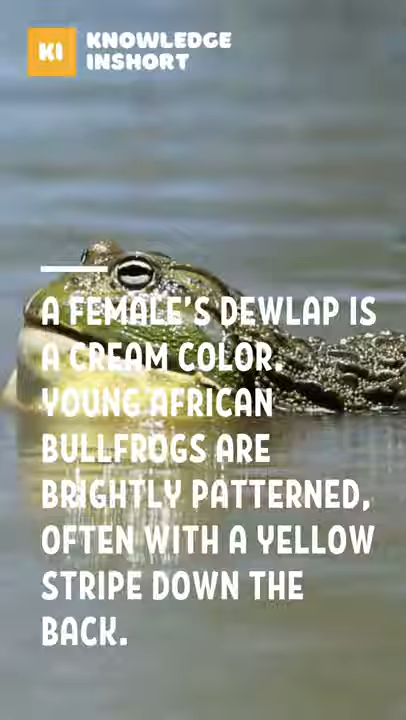 KI
KNOWLEDGE
INSHORT
A FEMALE'S DEWLAP IS
A CREAM COLOR.
YOUNG AFRICAN
BULLFROGS ARE
BRIGHTLY PATTERNED,
OFTEN WITH A YELLOW
STRIPE DOWN THE
BACK.